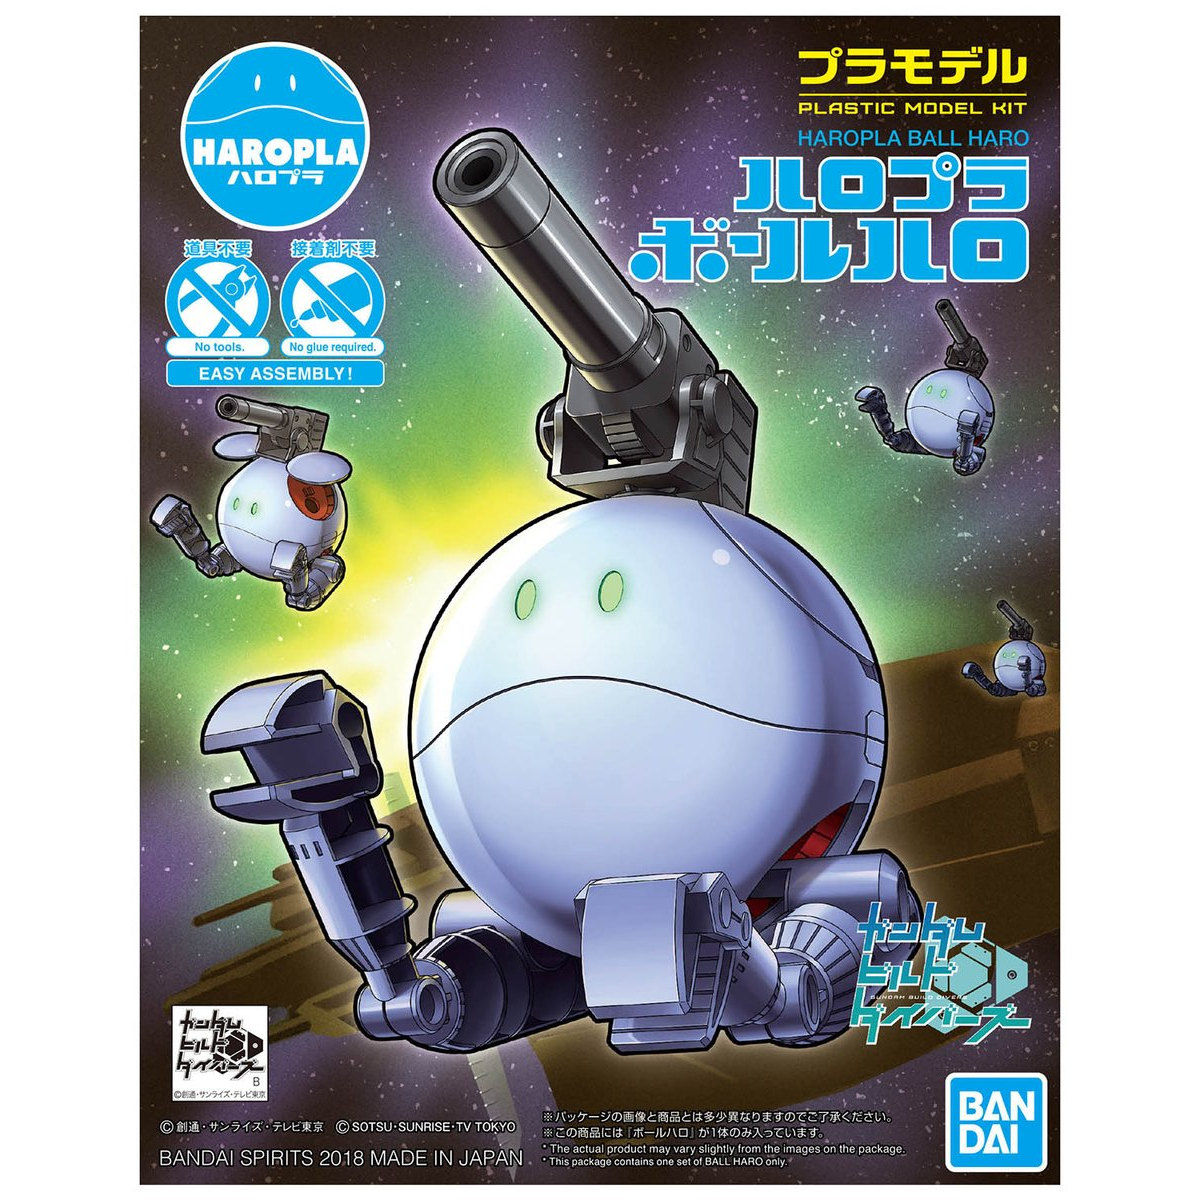 HAROPLA
ハロプラ
プラモデル
PLASTIC MODEL KIT
HAROPLA BALL HARO
ハロプラ
ボールハロ
道具不要
接着剤不要
No tools.
No glue required.
EASY ASSEMBLY!
ガンダム
ビルド
GUNDAM BUILD DIVERS
ダイバーズ
ガンダム
ビルド
ダイバーズ
B
©創通・サンライズ・テレビ東京
©創通・サンライズ・テレビ東京 ©SOTSU・SUNRISE・TV TOKYO
BANDAI SPIRITS 2018 MADE IN JAPAN
※パッケージの画像と商品とは多少異なりますのでご了承ください。
※この商品には『ボールハロ』が1体のみ入っています。
*The actual product may vary slightly from the images on the package.
*This package contains one set of BALL HARO only.
BAN
DAI